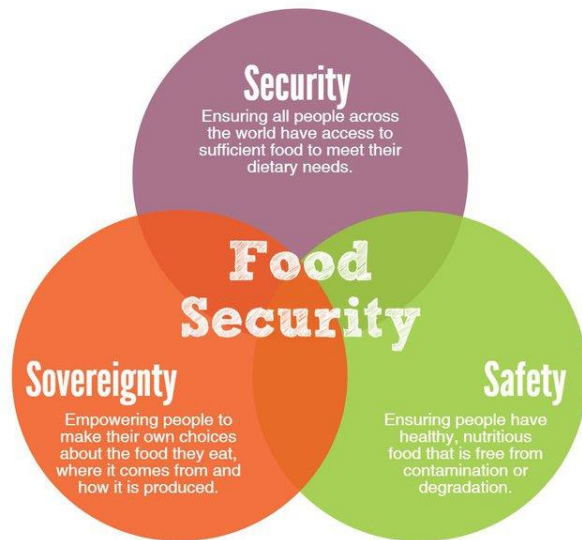 Security
Ensuring all people across
the world have access to
sufficient food to meet their
dietary needs.
Food
Security
Sovereignty
Empowering people to
make their own choices
about the food they eat,
where it comes from and
how it is produced.
Safety
Ensuring people have
healthy, nutritious
food that is free from
contamination or
degradation.